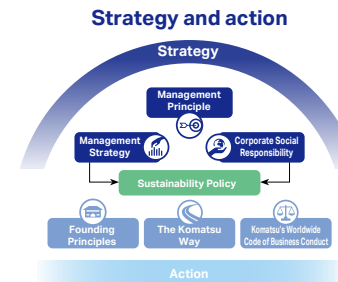 Strategy and action
Strategy
Management
Principle
Management
Strategy
Corporate Social
Responsibility
Sustainability Policy
Founding
Principles
The Komatsu
Way
Komatsu's Worldwide
Code of Business Conduct
Action